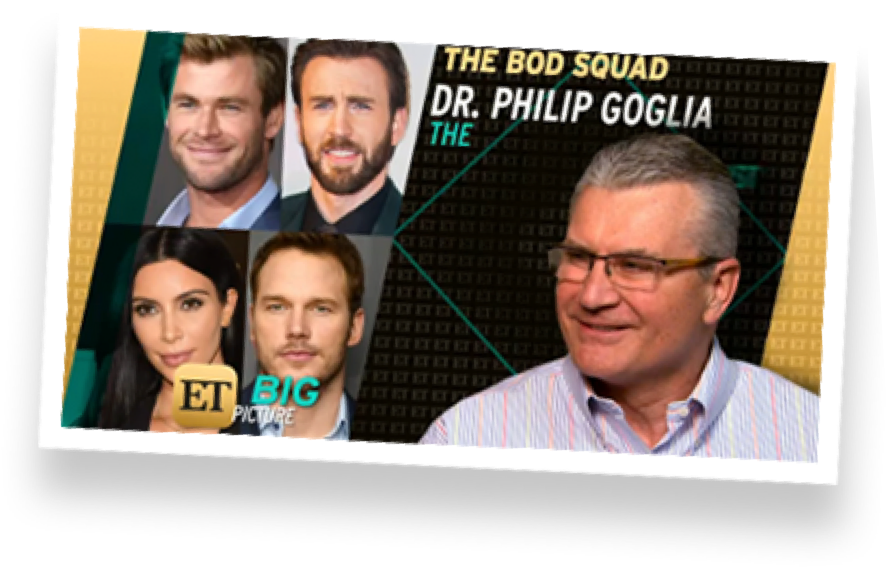 THE BOD SQUAD
DR. PHILIP GOGLIA
THE
ET BIG
PICTURE